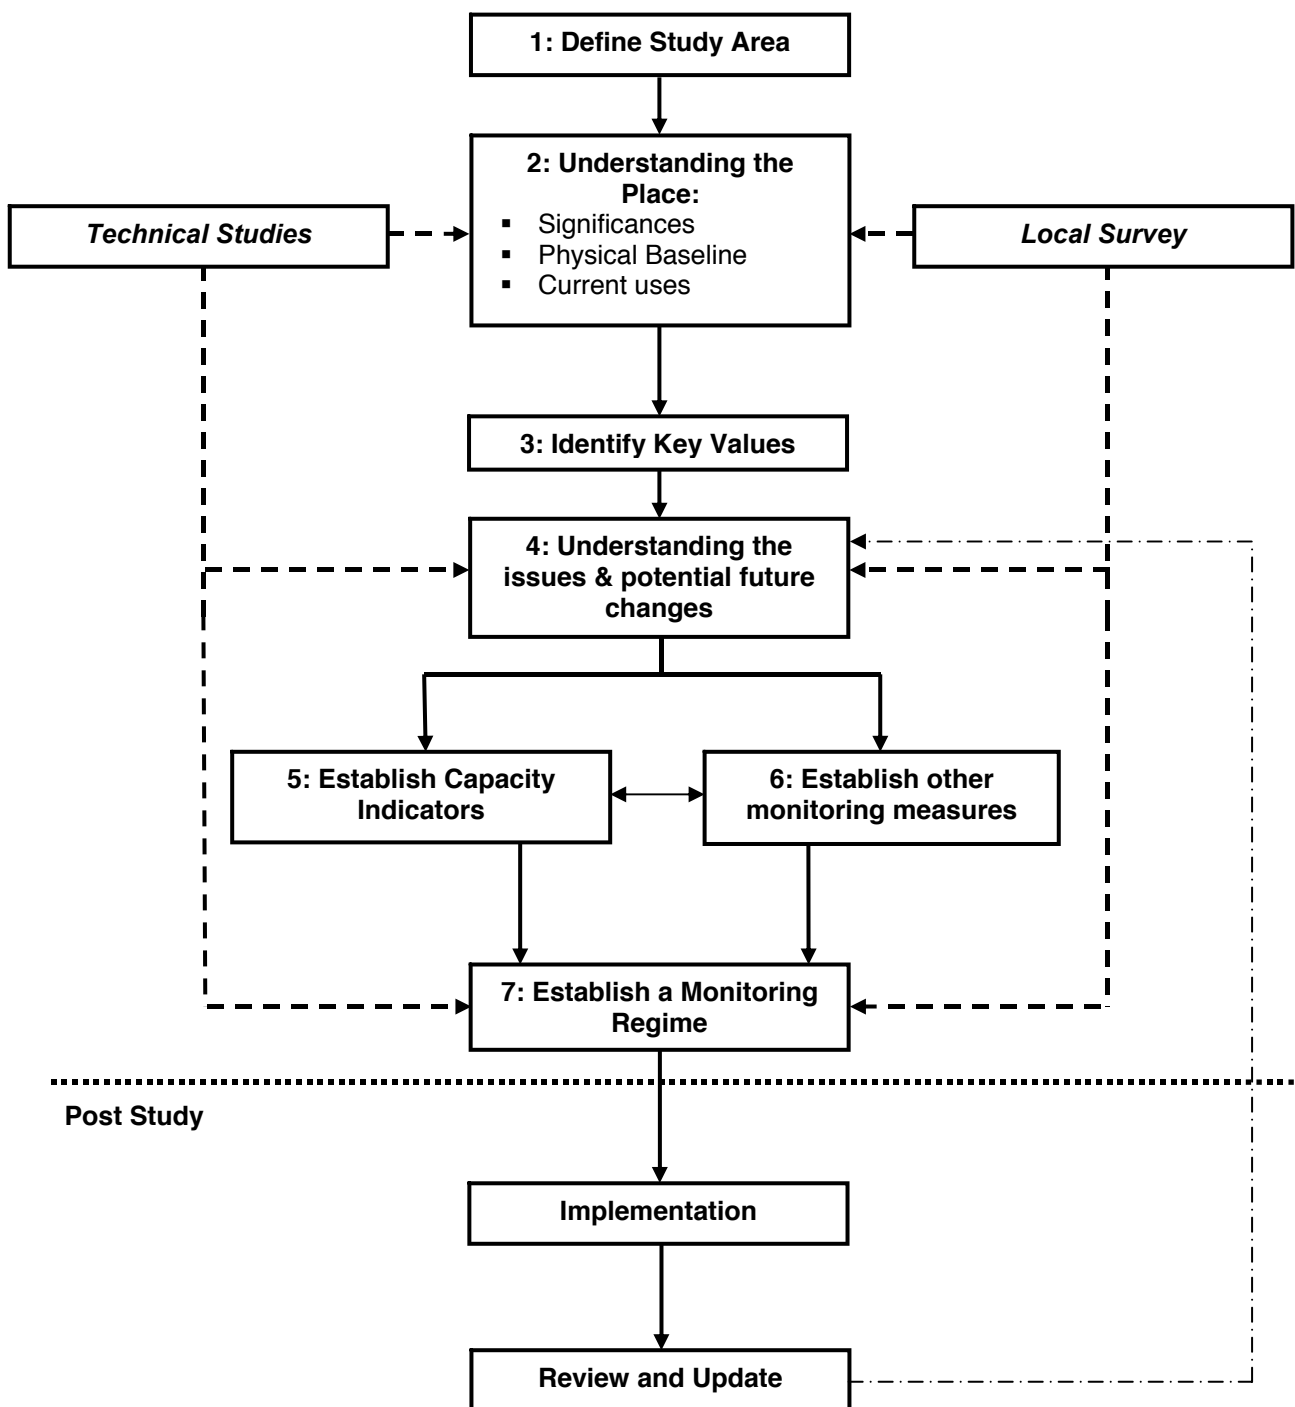 1: Define Study Area
2: Understanding the
Place:
▪ Significances
▪ Physical Baseline
▪ Current uses
Technical Studies
Local Survey
3: Identify Key Values
4: Understanding the
issues & potential future
changes
5: Establish Capacity
Indicators
6: Establish other
monitoring measures
7: Establish a Monitoring
Regime
Post Study
Implementation
Review and Update